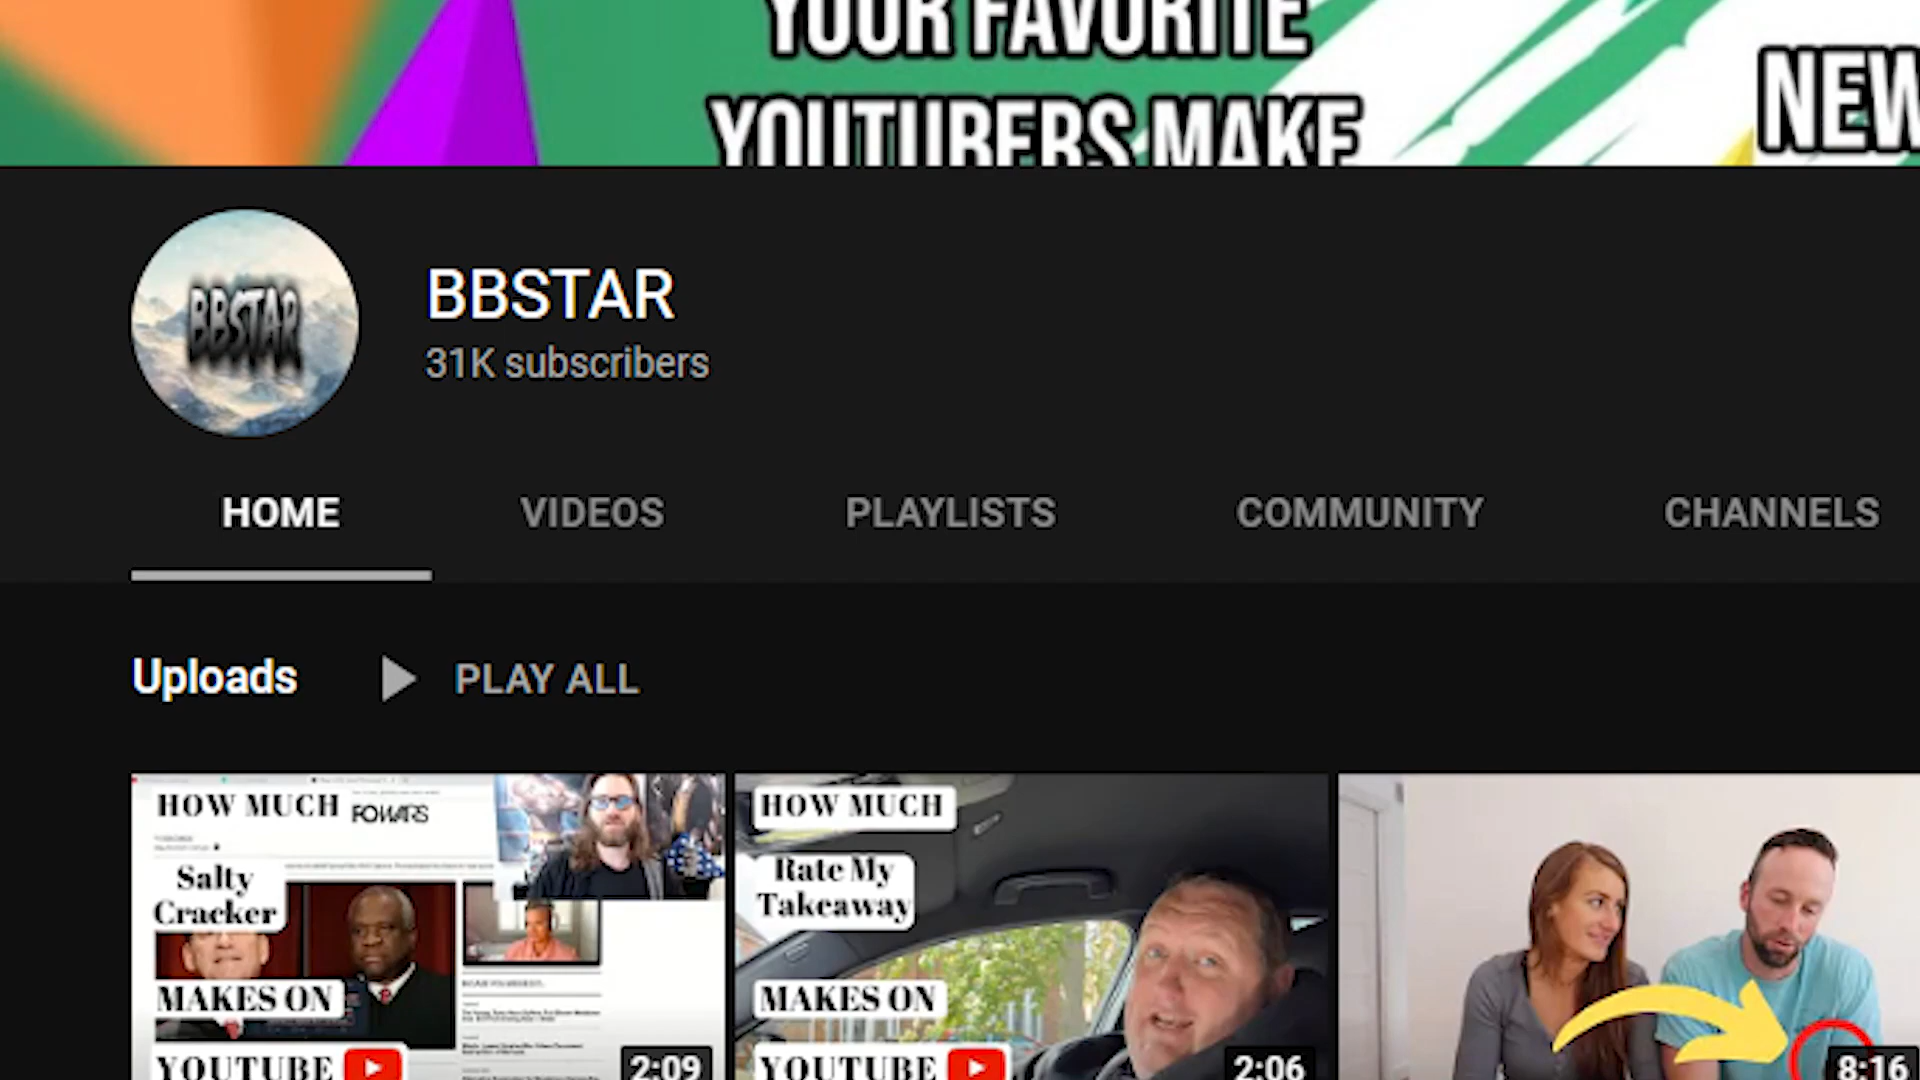 YOUR FAVORITE
YOUTUBERS MAKE
NEW
BBSTAR
BBSTAR
31K subscribers
HOME
VIDEOS
PLAYLISTS
COMMUNITY
CHANNELS
Uploads
PLAY ALL
HOW MUCH
FOWARS
Salty
Cracker
MAKES ON
YOUTUBE
2:09
HOW MUCH
Rate My
Takeaway
MAKES ON
YOUTUBE
2:06
8:16